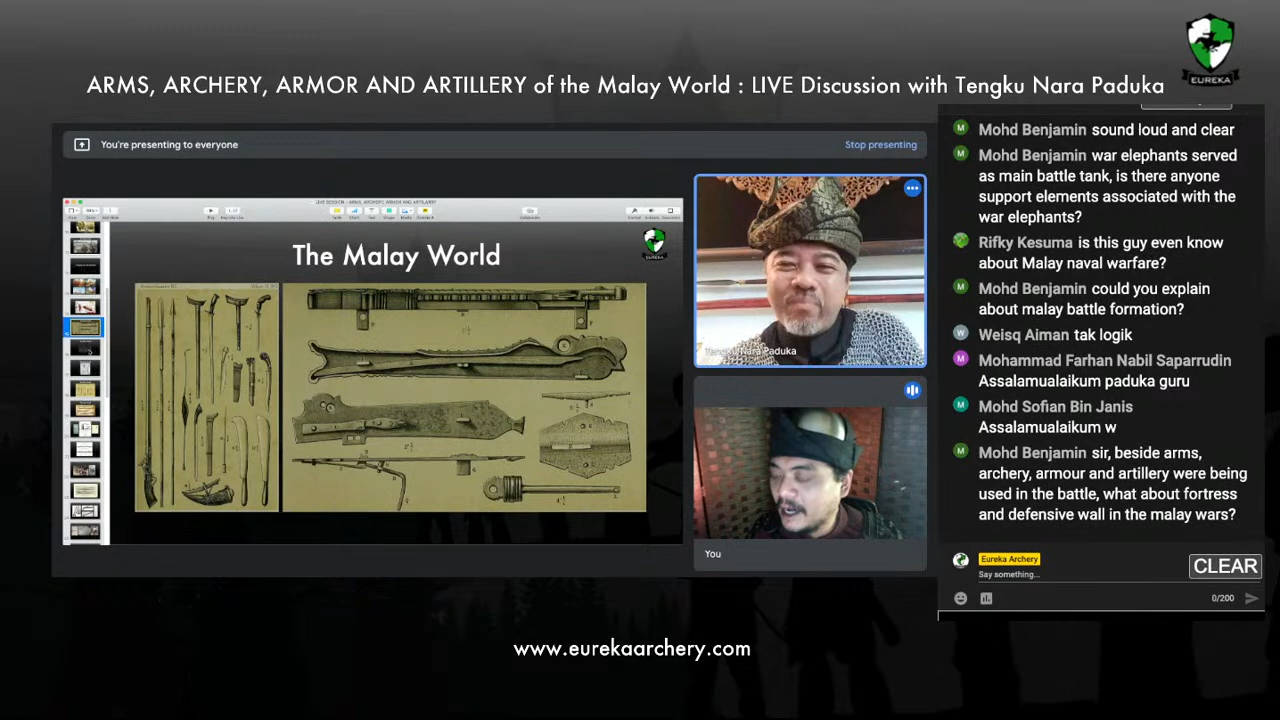 ARMS, ARCHERY, ARMOR AND ARTILLERY of the Malay World : LIVE Discussion with Tengku Nara Paduka
EUREKA
You're presenting to everyone
Stop presenting
The Malay World
Tengku Nara Paduka
You
Mohd Benjamin sound loud and clear
Mohd Benjamin war elephants served
as main battle tank, is there anyone
support elements associated with the
war elephants?
Rifky Kesuma is this guy even know
about Malay naval warfare?
Mohd Benjamin could you explain
about malay battle formation?
Weisq Aiman tak logik
Mohammad Farhan Nabil Saparrudin
Assalamualaikum paduka guru
Mohd Sofian Bin Janis
Assalamualaikum w
Mohd Benjamin sir, beside arms,
archery, armour and artillery were being
used in the battle, what about fortress
and defensive wall in the malay wars?
Eureka Archery
Say something...
CLEAR
0/200
www.eurekaarchery.com